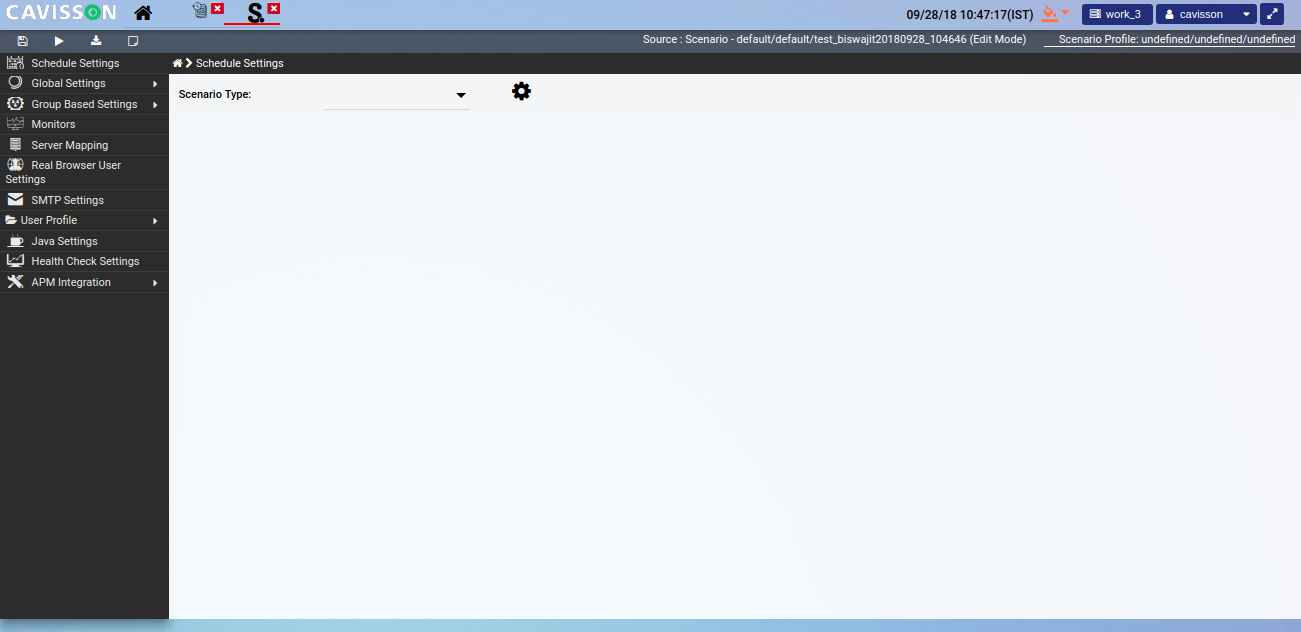 CAVISSON
S.
09/28/18 10:47:17(IST)
work_3
cavisson
Source : Scenario - default/default/test_biswajit20180928_104646 (Edit Mode)
Scenario Profile: undefined/undefined/undefined
Schedule Settings
Global Settings
Group Based Settings
Monitors
Server Mapping
Real Browser User
Settings
SMTP Settings
User Profile
Java Settings
Health Check Settings
APM Integration
Schedule Settings
Scenario Type: